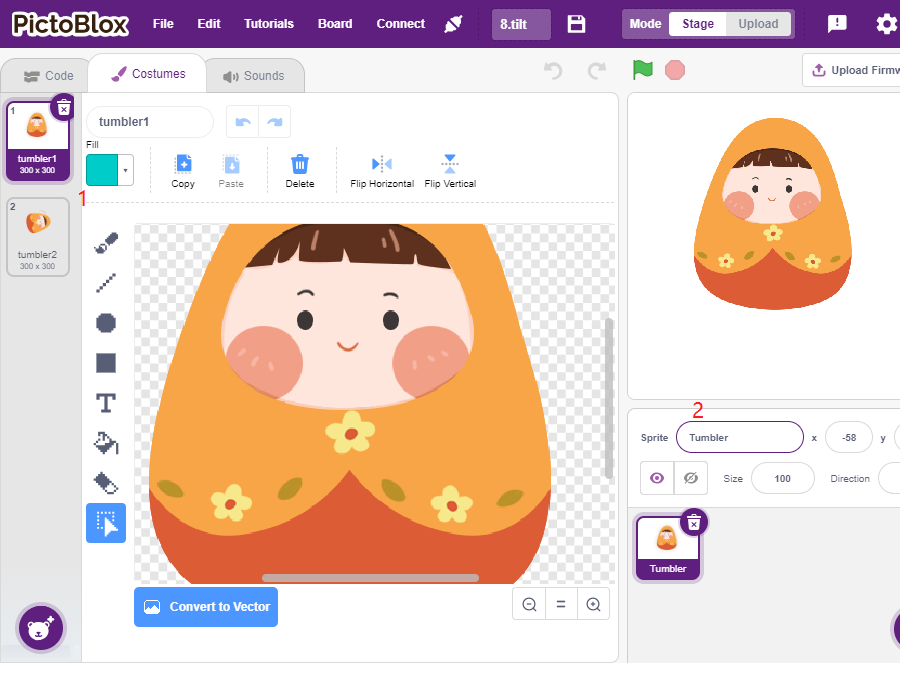 PictoBlox File Edit Tutorials Board Connect 8.tilt Mode Stage Upload
Code Costumes Sounds Upload Firmw
1
tumbler1
300 x 300
2
tumbler2
300 x 300
tumbler1
Fill
1
Copy Paste Delete Flip Horizontal Flip Vertical
T
Convert to Vector
2
Sprite Tumbler x -58 y
Size 100 Direction
Tumbler